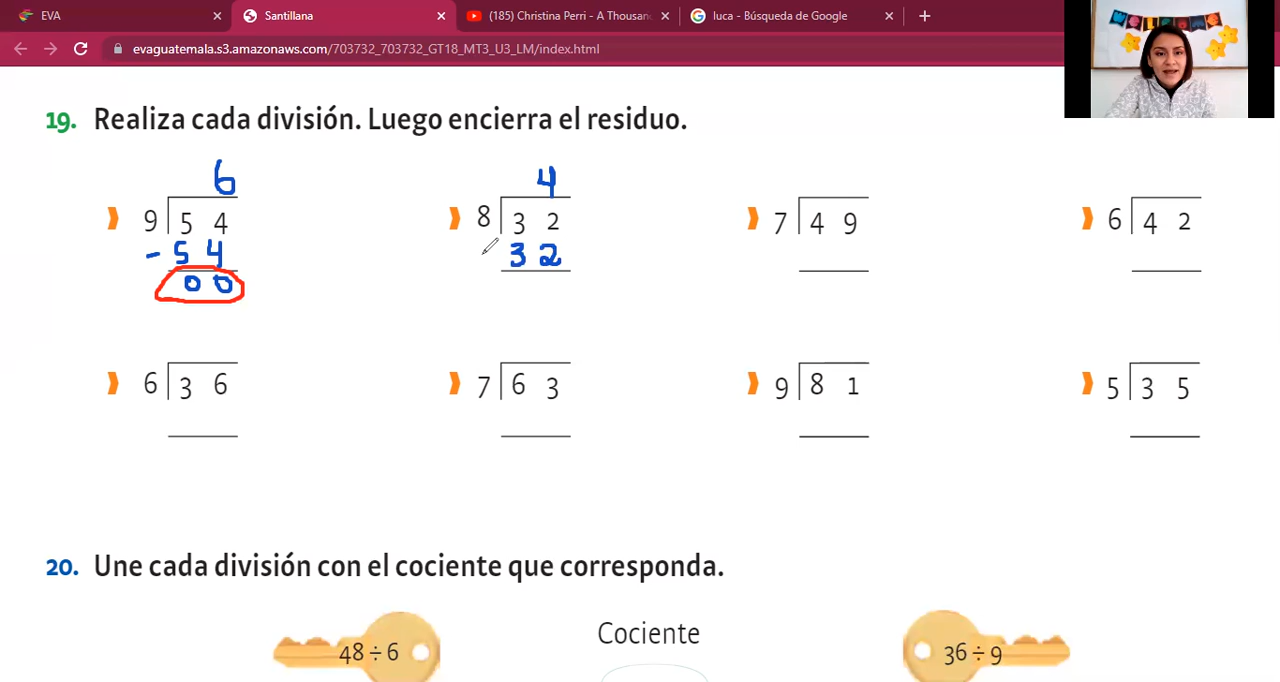 EVA
Santillana
(185) Christina Perri - A Thousan
luca - Búsqueda de Google
evaguatemala.s3.amazonaws.com/703732_703732_GT18_MT3_U3_LM/index.html
19. Realiza cada división. Luego encierra el residuo.
6 4
9 5 4 8 3 2 7 4 9 6 4 2
- 5 4 3 2
0 0
6 3 6 7 6 3 9 8 1 5 3 5
20. Une cada división con el cociente que corresponda.
48 ÷ 6 Cociente 36 ÷ 9